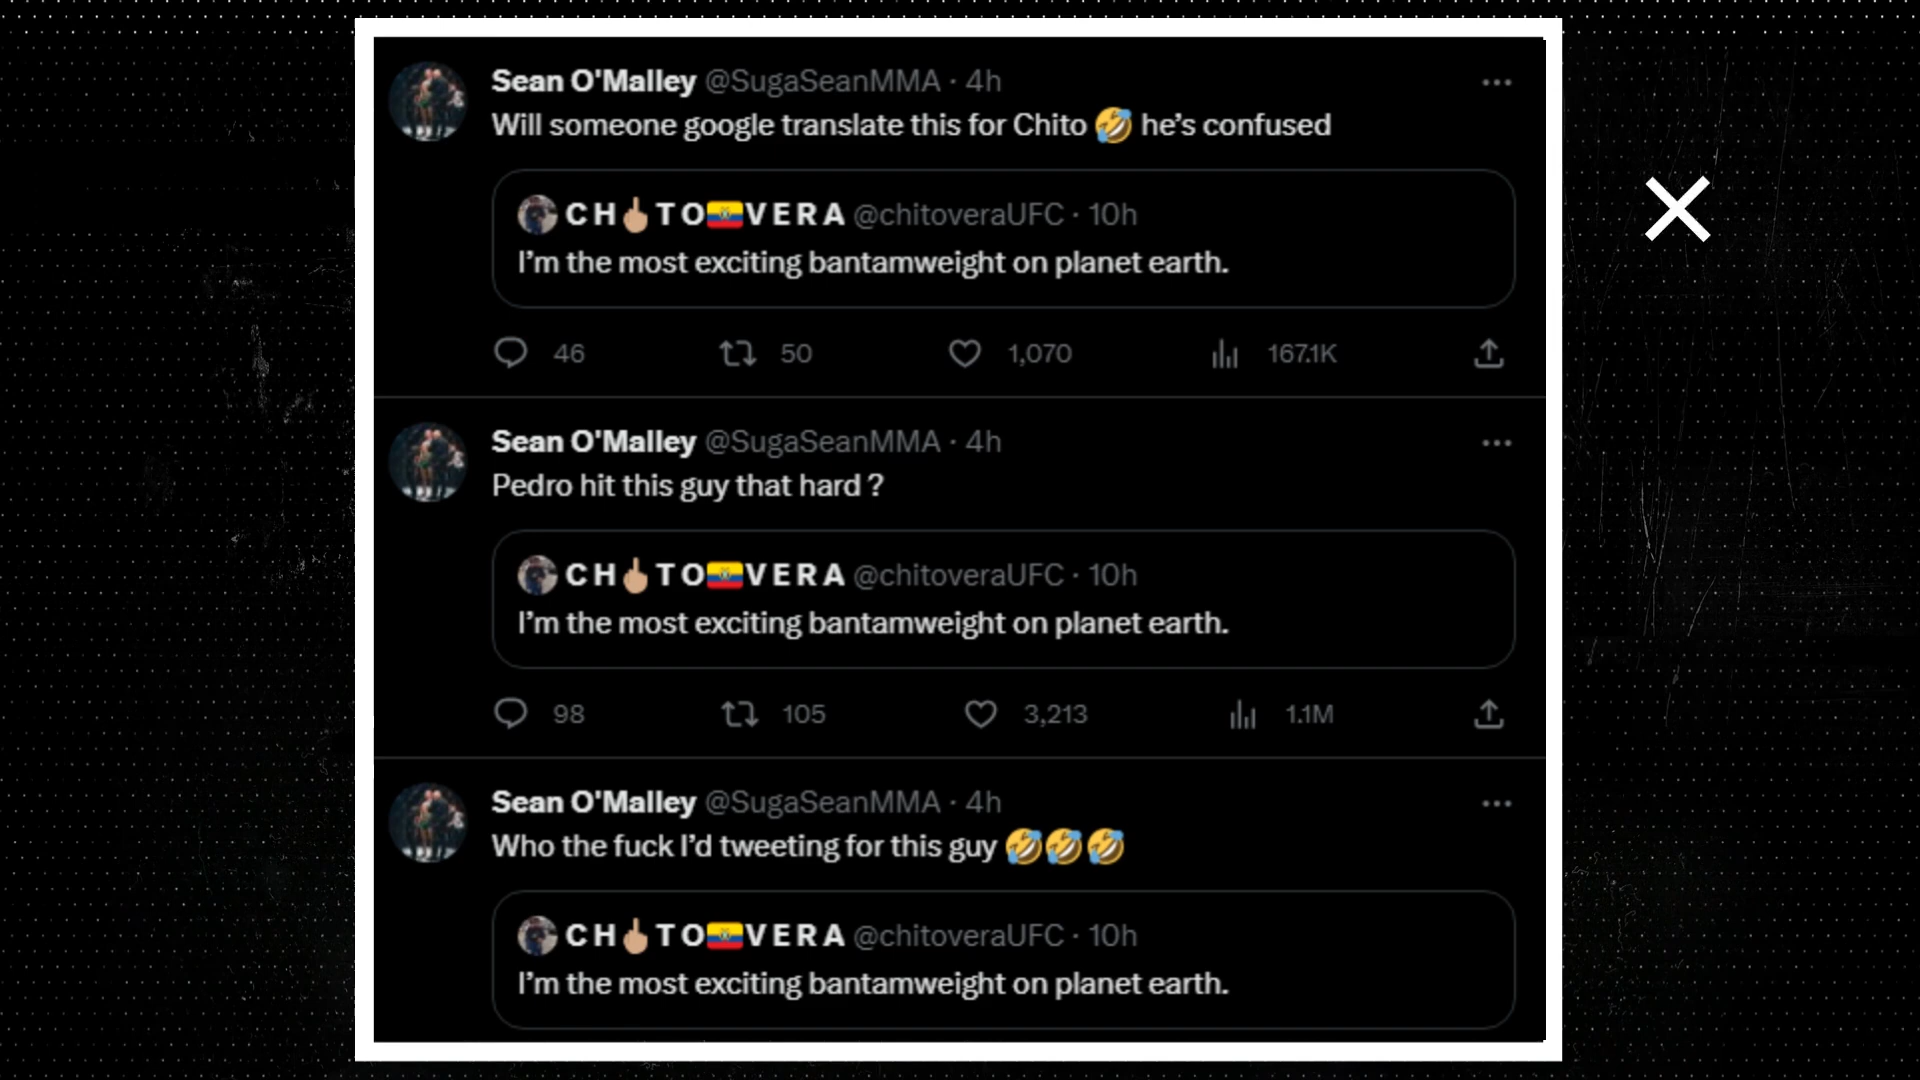 Sean O'Malley @SugaSeanMMA · 4h
Will someone google translate this for Chito 🤣 he's confused
CH🖕🏼TO🇪🇨VERA @chitoveraUFC · 10h
I'm the most exciting bantamweight on planet earth.
46 50 1,070 167.1K
Sean O'Malley @SugaSeanMMA · 4h
Pedro hit this guy that hard ?
CH🖕🏼TO🇪🇨VERA @chitoveraUFC · 10h
I'm the most exciting bantamweight on planet earth.
98 105 3,213 1.1M
Sean O'Malley @SugaSeanMMA · 4h
Who the fuck I'd tweeting for this guy 🤣🤣🤣
CH🖕🏼TO🇪🇨VERA @chitoveraUFC · 10h
I'm the most exciting bantamweight on planet earth.